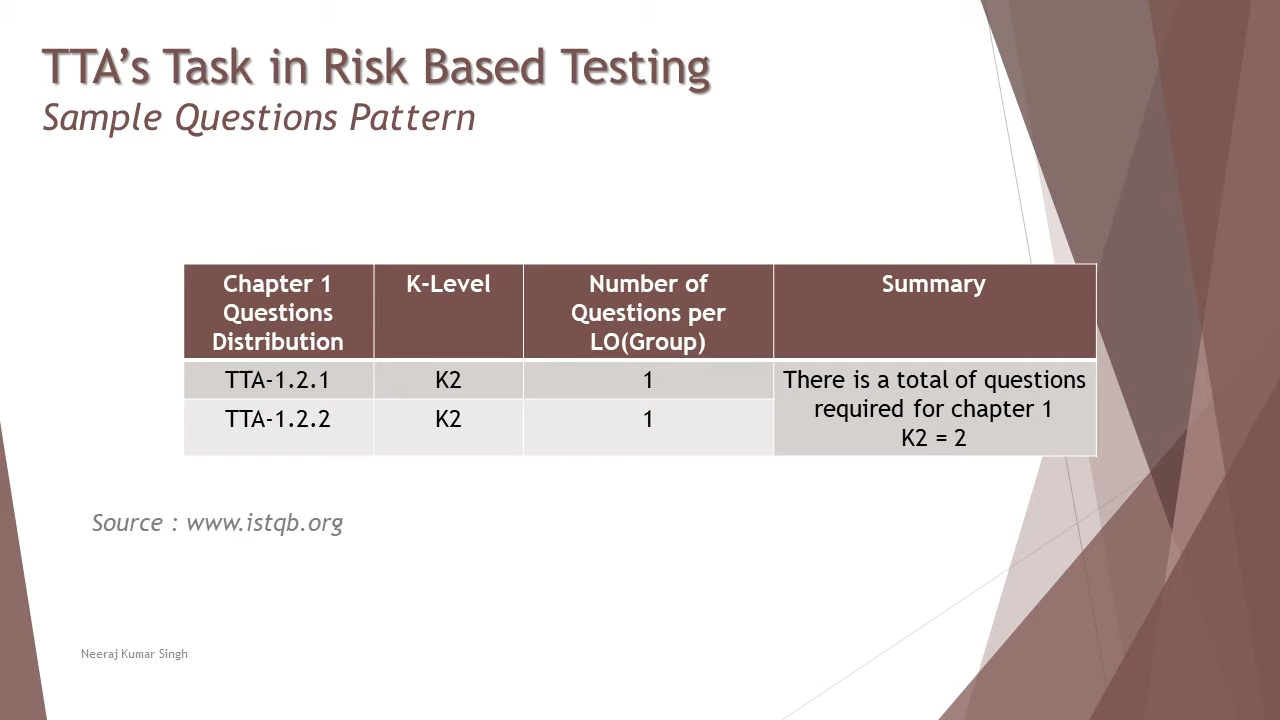 TTA’s Task in Risk Based Testing
Sample Questions Pattern
Chapter 1
Questions
Distribution
K-Level
Number of
Questions per
LO(Group)
Summary
TTA-1.2.1
K2
1
There is a total of questions
required for chapter 1
K2 = 2
TTA-1.2.2
K2
1
Source : www.istqb.org
Neeraj Kumar Singh